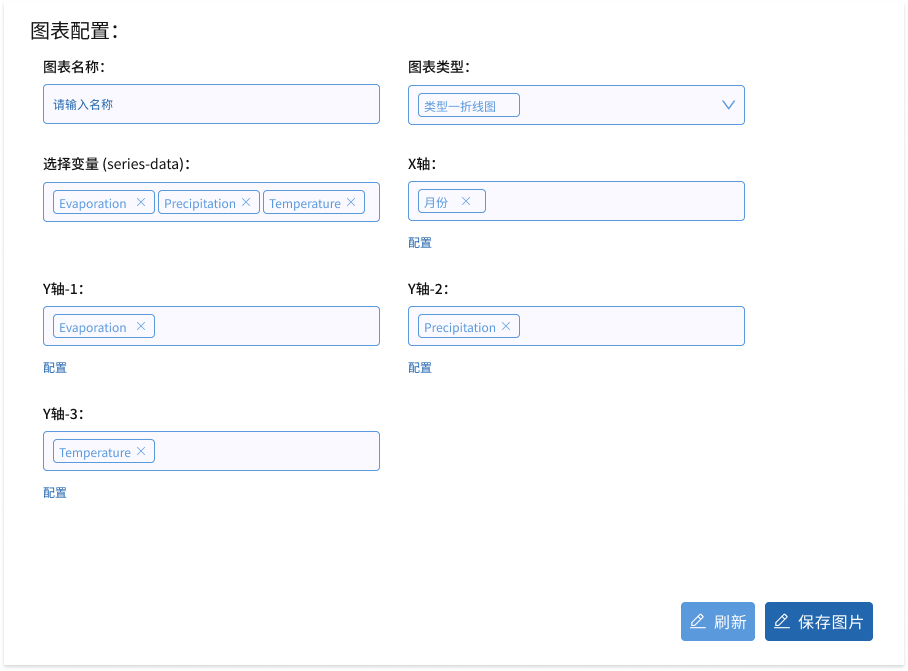 图表配置：
图表名称： 图表类型：
请输入名称 类型一折线图
选择变量 (series-data)： X轴：
Evaporation Precipitation Temperature 月份
配置
Y轴-1： Y轴-2：
Evaporation Precipitation
配置 配置
Y轴-3：
Temperature
配置
刷新 保存图片